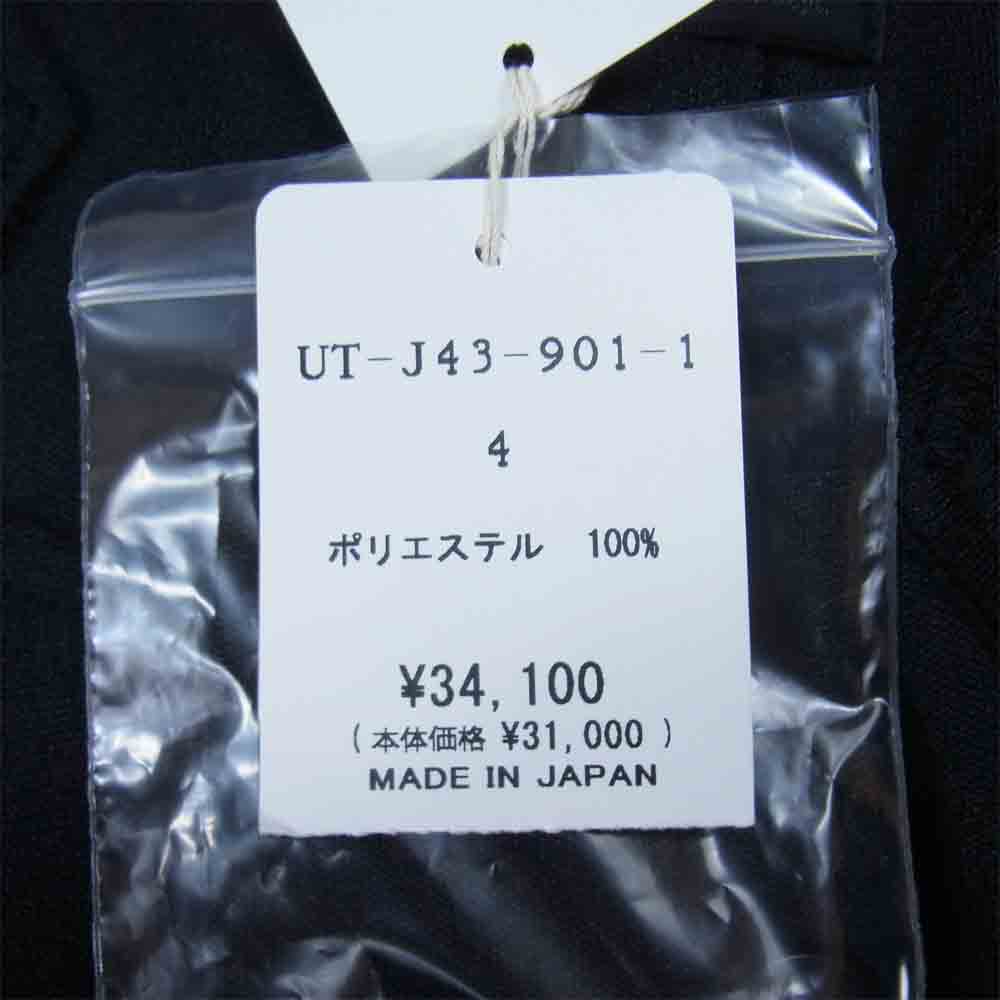 UT-J43-901-1
4
ポリエステル 100%
¥34,100
(本体価格 ¥31,000)
MADE IN JAPAN